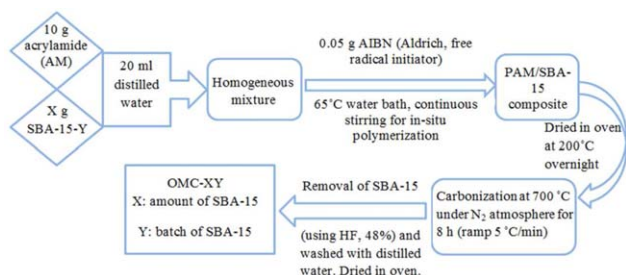 10 g
acrylamide
(AM)
X g
SBA-15-Y
20 ml
distilled
water
Homogeneous
mixture
0.05 g AIBN (Aldrich, free
radical initiator)
65˚C water bath, continuous
stirring for in-situ
polymerization
PAM/SBA-
15
composite
Dried in oven
at 200˚C
overnight
Carbonization at 700 ˚C
under N₂ atmosphere for
8 h (ramp 5 ˚C/min)
Removal of SBA-15
(using HF, 48%) and
washed with distilled
water. Dried in oven.
OMC-XY
X: amount of SBA-15
Y: batch of SBA-15